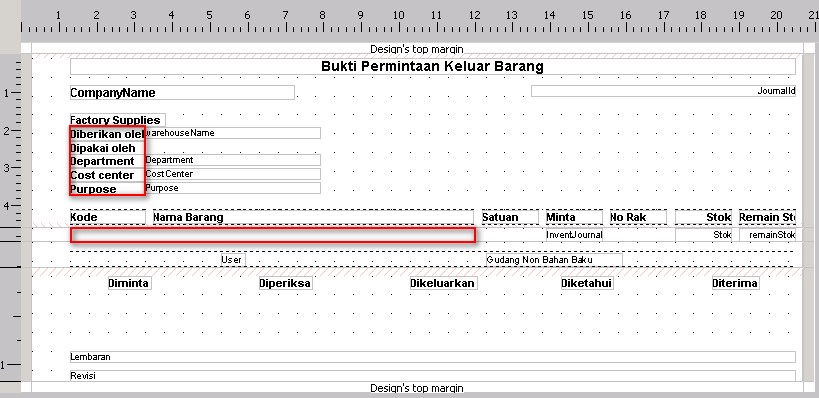 1 2 3 4 5 6 7 8 9 10 11 12 13 14 15 16 17 18 19 20 21
Design's top margin
Bukti Permintaan Keluar Barang
1 CompanyName JournalId
Factory Supplies
2 Diberikan oleh warehouseName
Dipakai oleh
Department Department
3 Cost center CostCenter
Purpose Purpose
4
Kode Nama Barang Satuan Minta No Rak Stok Remain Sto
InventJournal Stok remainStok
User Gudang Non Bahan Baku
Diminta Diperiksa Dikeluarkan Diketahui Diterima
Lembaran
1
Revisi
Design's top margin